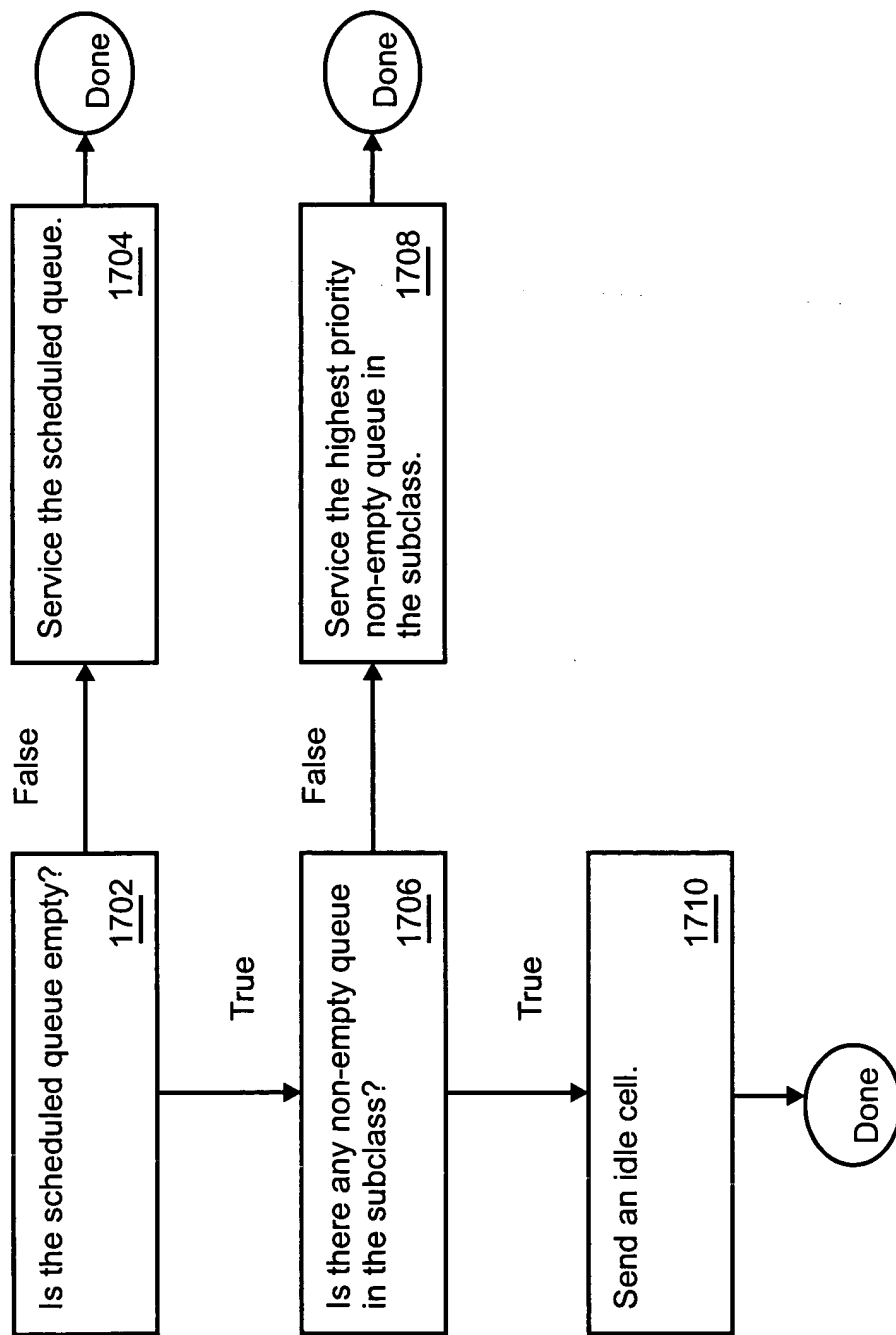 Is the scheduled queue empty?
1702
False
Service the scheduled queue.
1704
Done
True
Is there any non-empty queue
in the subclass?
1706
False
Service the highest priority
non-empty queue in
the subclass.
1708
Done
True
Send an idle cell.
1710
Done